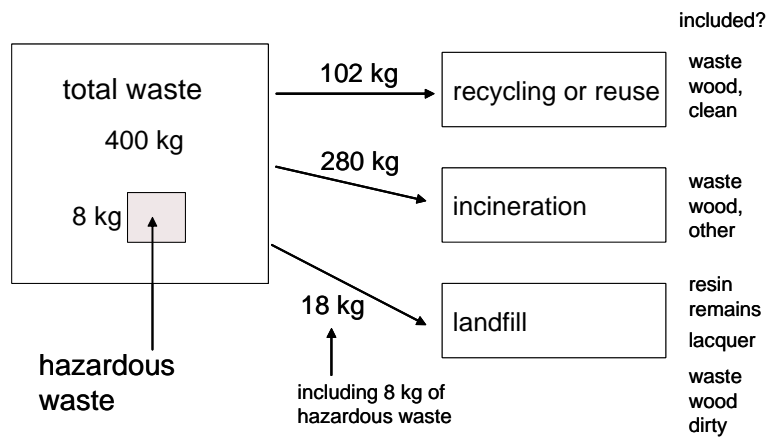 included?
total waste
400 kg
8 kg
hazardous
waste
102 kg
280 kg
18 kg
including 8 kg of
hazardous waste
recycling or reuse
incineration
landfill
waste
wood,
clean
waste
wood,
other
resin
remains
lacquer
waste
wood
dirty